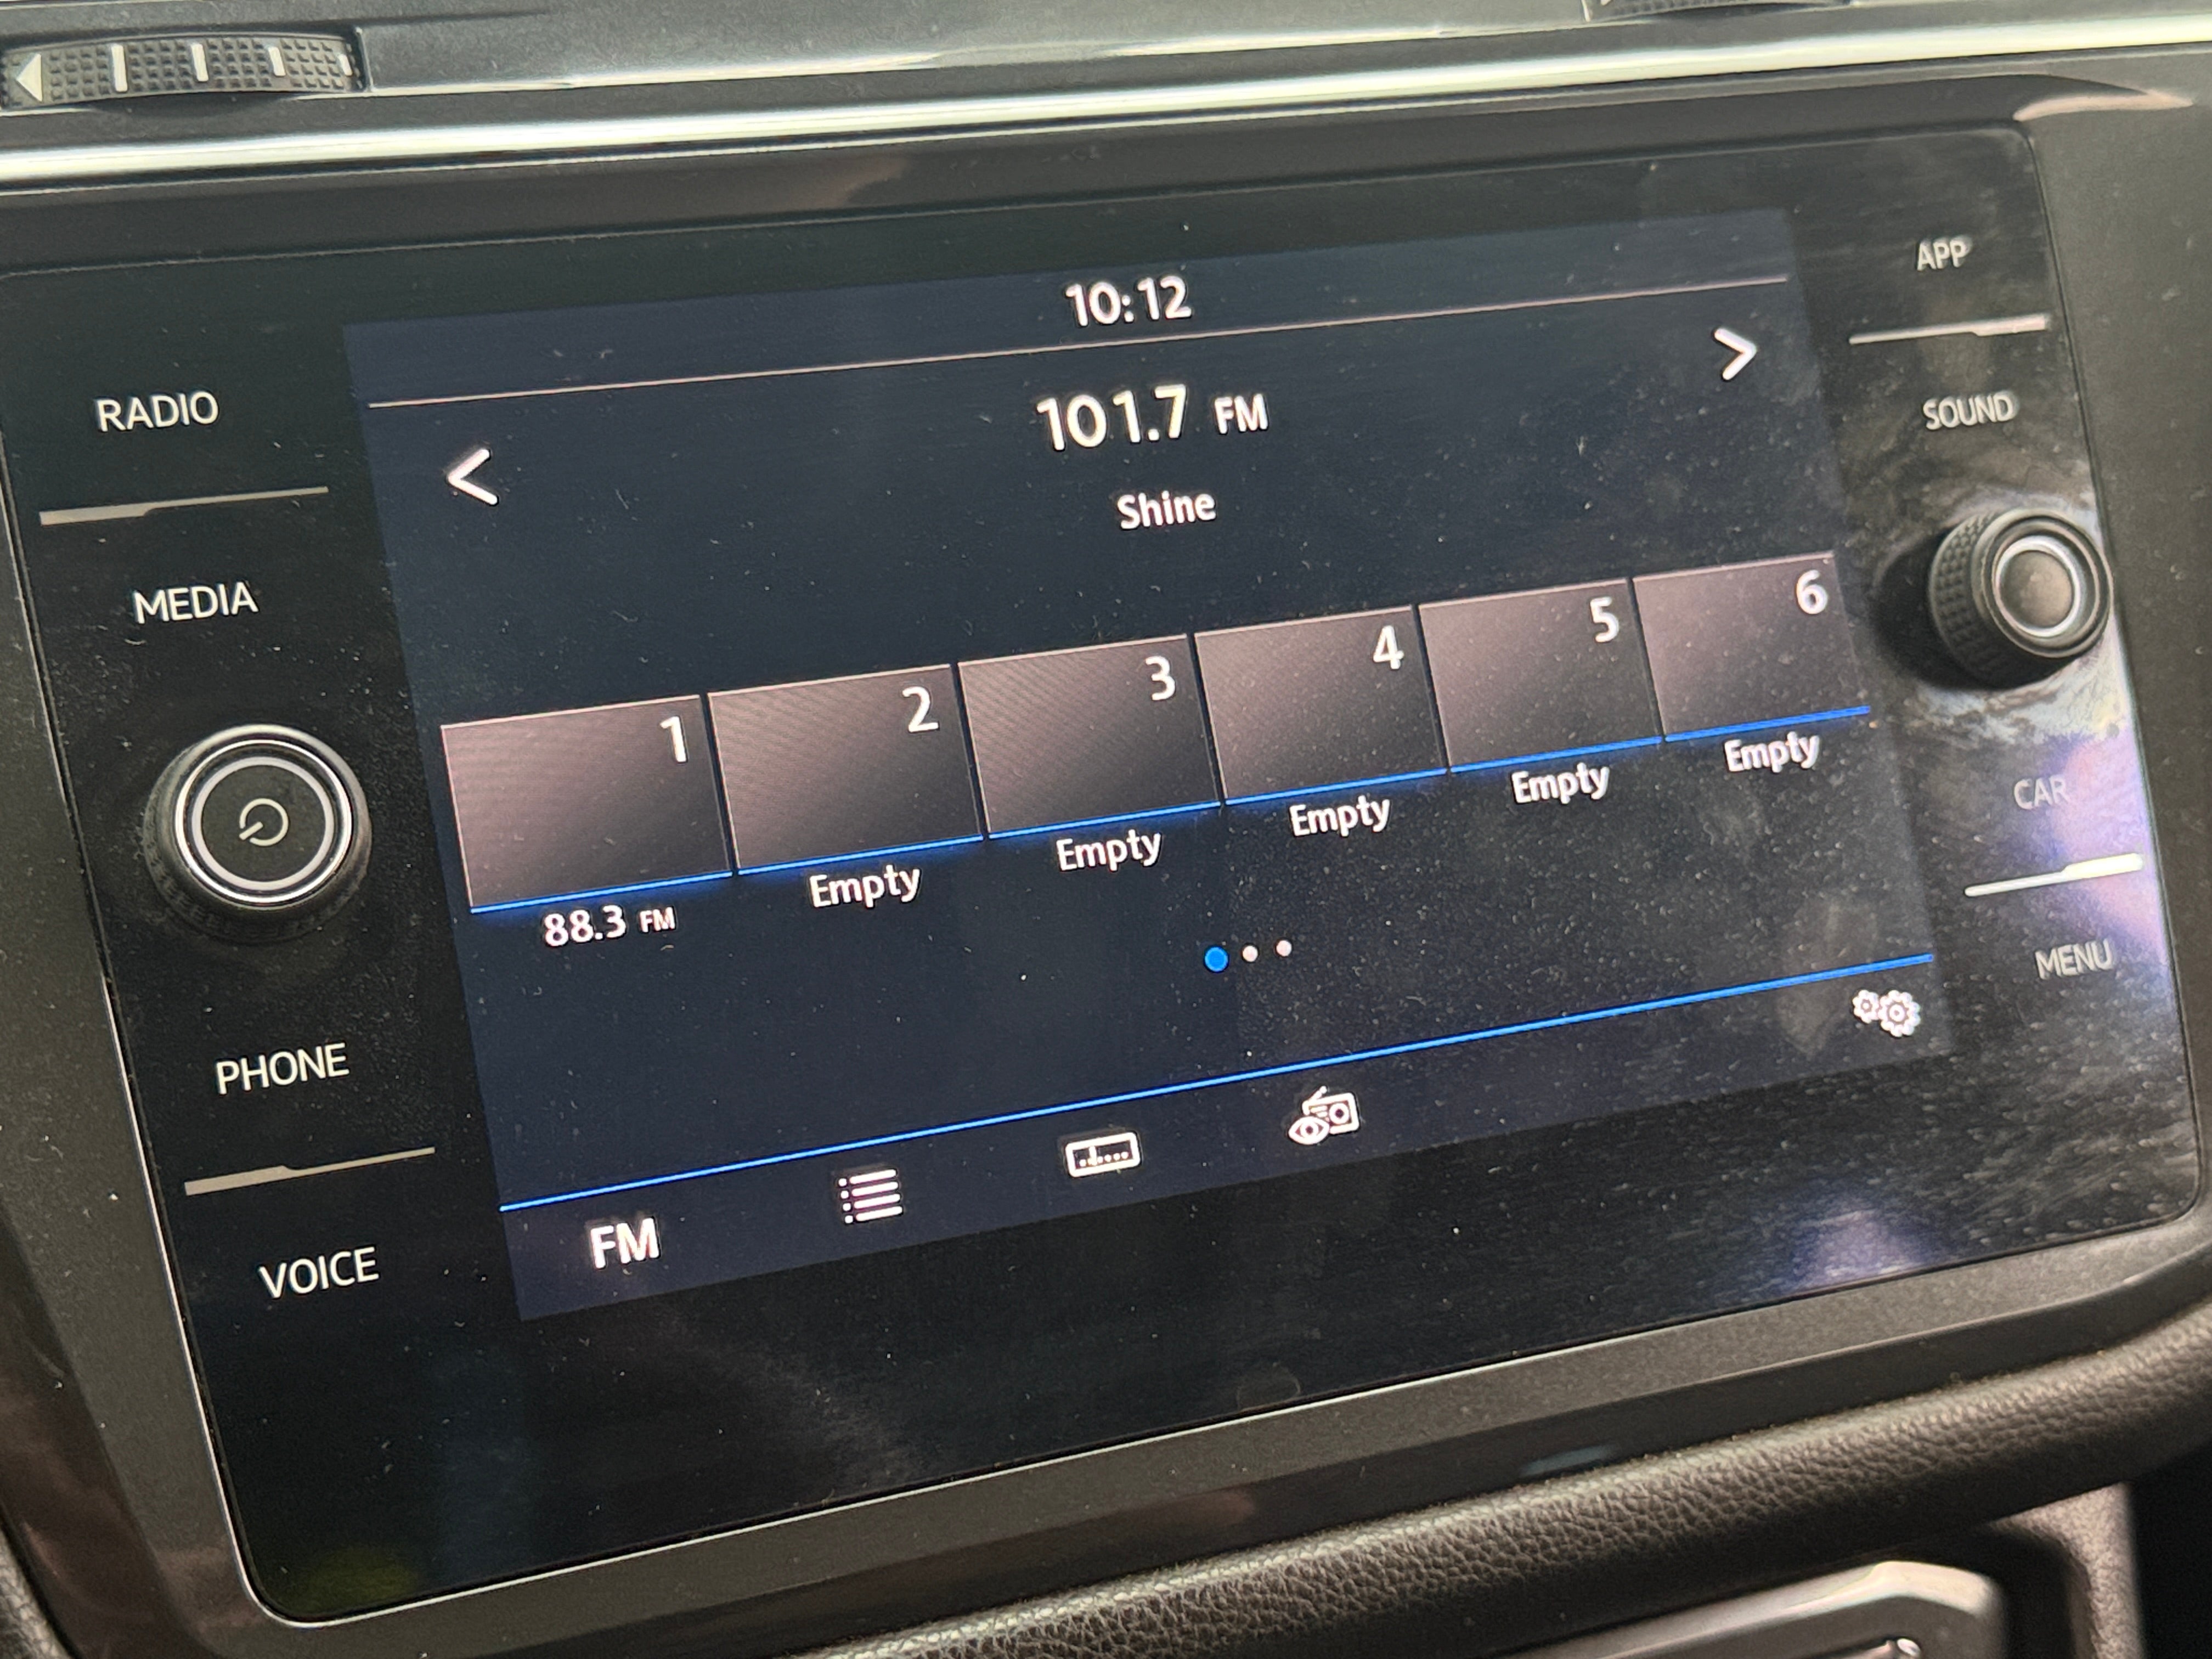 10:12
101.7 FM
Shine
1
2
3
4
5
6
88.3 FM
Empty
Empty
Empty
Empty
Empty
FM
RADIO
MEDIA
PHONE
VOICE
APP
SOUND
CAR
MENU